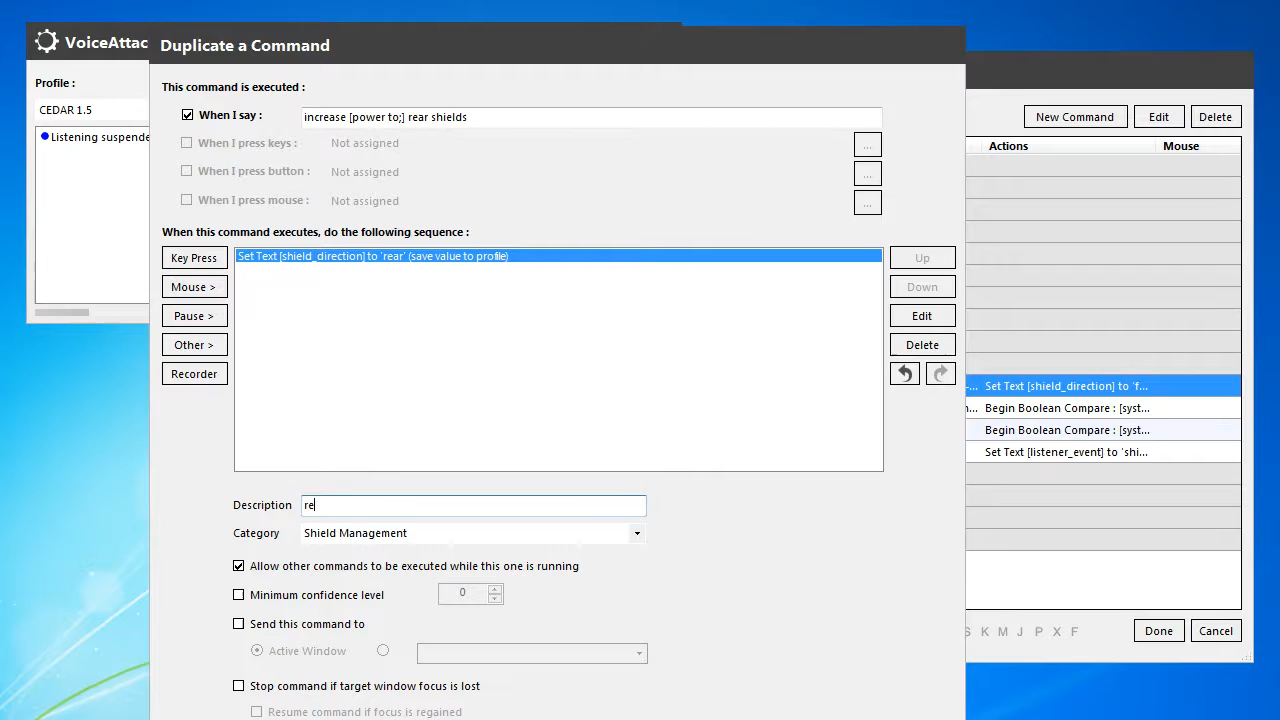 VoiceAttac
Profile :
CEDAR 1.5
Listening suspende
Duplicate a Command
This command is executed :
When I say :
increase [power to;] rear shields
When I press keys :
Not assigned
...
When I press button :
Not assigned
...
When I press mouse :
Not assigned
...
When this command executes, do the following sequence :
Key Press
Mouse >
Pause >
Other >
Recorder
Set Text [shield_direction] to 'rear' (save value to profile)
Up
Down
Edit
Delete
Description
re
Category
Shield Management
Allow other commands to be executed while this one is running
Minimum confidence level
0
Send this command to
Active Window
Stop command if target window focus is lost
Resume command if focus is regained
New Command
Edit
Delete
Actions
Mouse
...
Set Text [shield_direction] to 'f...
...
Begin Boolean Compare : [syst...
Begin Boolean Compare : [syst...
Set Text [listener_event] to 'shi...
S K M J P X F
Done
Cancel